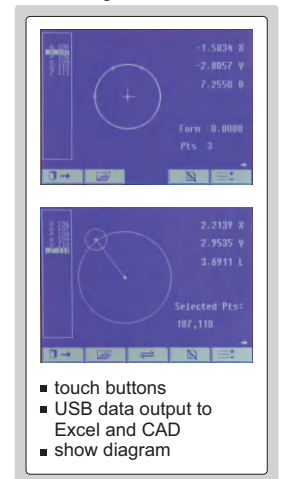 -1.5034 X
-2.0057 Y
7.2550 D
Form 0.0000
Pts 3
2.2139 X
2.9535 Y
3.6911 L
Selected Pts:
107,110
touch buttons
USB data output to
Excel and CAD
show diagram